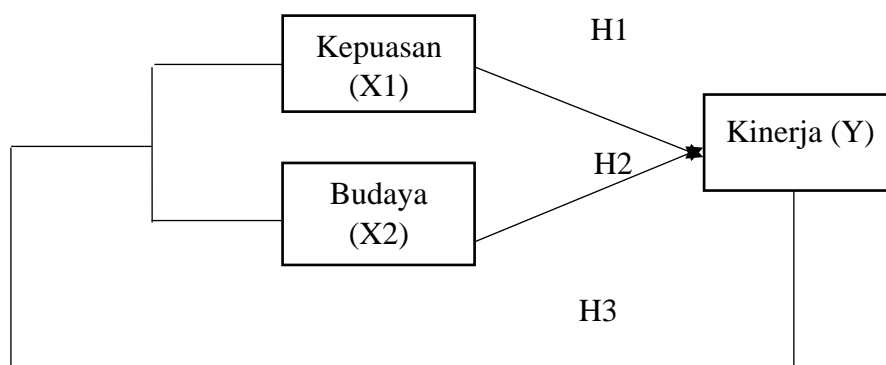 H1
Kepuasan
(X1)
Kinerja (Y)
H2
Budaya
(X2)
H3